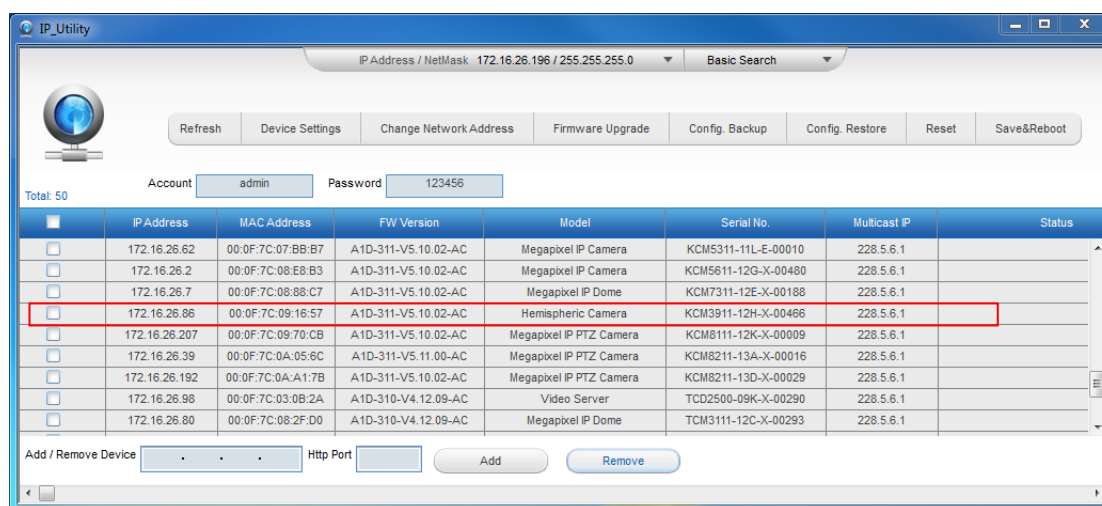 IP_Utility
IP Address / NetMask 172.16.26.196 / 255.255.255.0 Basic Search
Refresh Device Settings Change Network Address Firmware Upgrade Config. Backup Config. Restore Reset Save&Reboot
Account admin Password 123456
Total: 50
IP Address MAC Address FW Version Model Serial No. Multicast IP Status
172.16.26.62 00:0F:7C:07:BB:B7 A1D-311-V5.10.02-AC Megapixel IP Camera KCM5311-11L-E-00010 228.5.6.1
172.16.26.2 00:0F:7C:08:E8:B3 A1D-311-V5.10.02-AC Megapixel IP Camera KCM5611-12G-X-00480 228.5.6.1
172.16.26.7 00:0F:7C:08:88:C7 A1D-311-V5.10.02-AC Megapixel IP Dome KCM7311-12E-X-00188 228.5.6.1
172.16.26.86 00:0F:7C:09:16:57 A1D-311-V5.10.02-AC Hemispheric Camera KCM3911-12H-X-00466 228.5.6.1
172.16.26.207 00:0F:7C:09:70:CB A1D-311-V5.10.02-AC Megapixel IP PTZ Camera KCM8111-12K-X-00009 228.5.6.1
172.16.26.39 00:0F:7C:0A:05:6C A1D-311-V5.11.00-AC Megapixel IP PTZ Camera KCM8211-13A-X-00016 228.5.6.1
172.16.26.192 00:0F:7C:0A:A1:7B A1D-311-V5.10.02-AC Megapixel IP PTZ Camera KCM8211-13D-X-00029 228.5.6.1
172.16.26.98 00:0F:7C:03:0B:2A A1D-310-V4.12.09-AC Video Server TCD2500-09K-X-00290 228.5.6.1
172.16.26.80 00:0F:7C:08:2F:D0 A1D-310-V4.12.09-AC Megapixel IP Dome TCM3111-12C-X-00293 228.5.6.1
Add / Remove Device . . . Http Port Add Remove